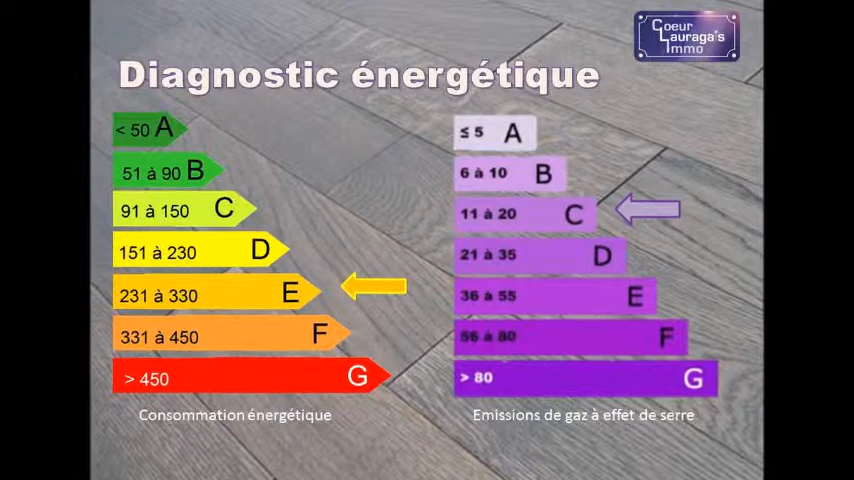 Coeur
Lauraga's
Immo
Diagnostic énergétique
< 50 A
51 à 90 B
91 à 150 C
151 à 230 D
231 à 330 E
331 à 450 F
> 450 G
Consommation énergétique
≤ 5 A
6 à 10 B
11 à 20 C
21 à 35 D
36 à 55 E
56 à 80 F
> 80 G
Emissions de gaz à effet de serre